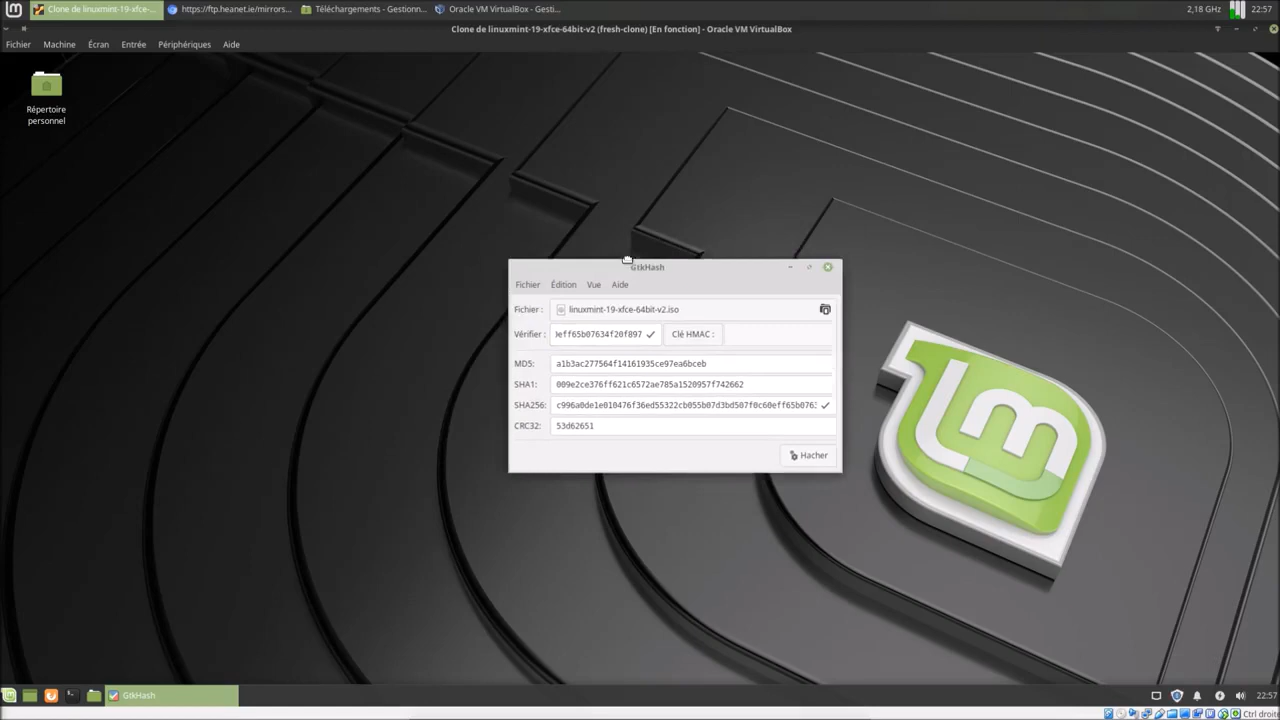 Clone de linuxmint-19-xfce-...
https://ftp.heanet.ie/mirrors...
Téléchargements - Gestionn...
Oracle VM VirtualBox - Gesti...
2,18 GHz
22:57
Clone de linuxmint-19-xfce-64bit-v2 (fresh-clone) [En fonction] - Oracle VM VirtualBox
Fichier Machine Écran Entrée Périphériques Aide
Répertoire
personnel
GtkHash
Fichier Édition Vue Aide
Fichier : linuxmint-19-xfce-64bit-v2.iso
Vérifier : eff65b07634f20f897 Clé HMAC :
MD5: a1b3ac277564f14161935ce97ea6bceb
SHA1: 009e2ce376ff621c6572ae785a1520957f742662
SHA256: c996a0de1e010476f36ed55322cb055b07d3bd507f0c60eff65b0763
CRC32: 53d62651
Hacher
GtkHash
22:57
Ctrl droite